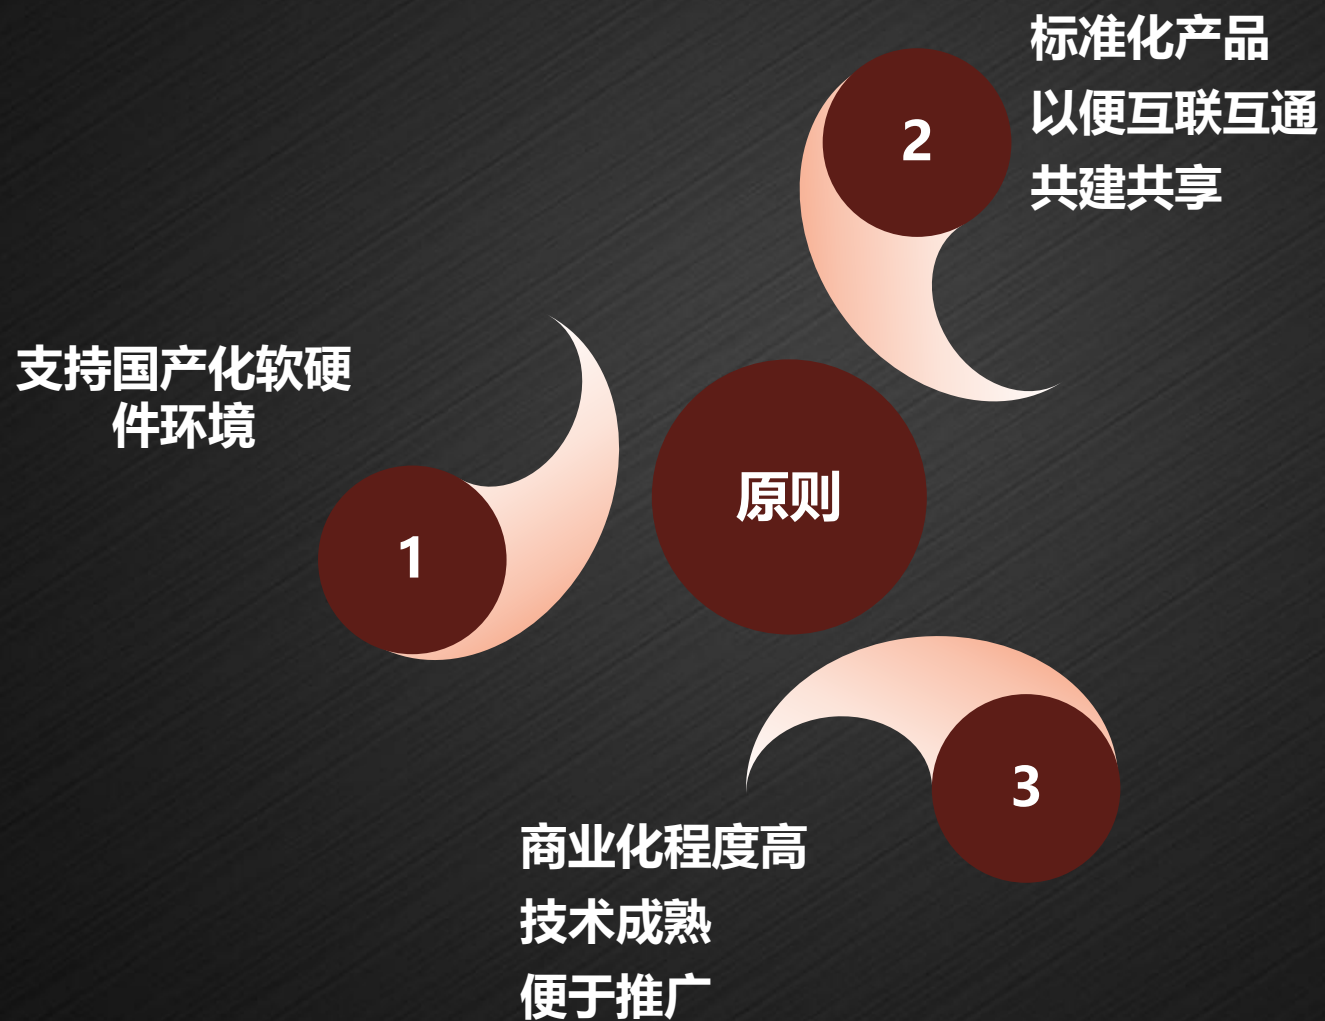 标准化产品
以便互联互通
共建共享
2
支持国产化软硬
件环境
1
原则
3
商业化程度高
技术成熟
便于推广